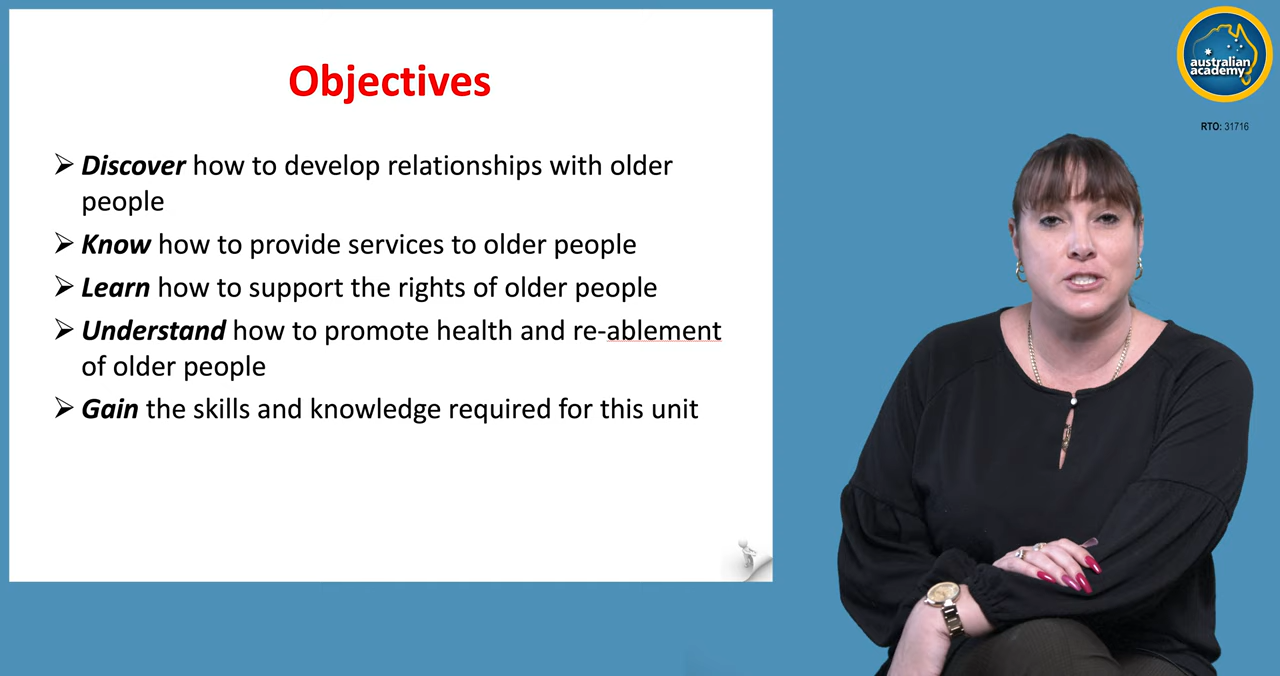 Objectives
➢ Discover how to develop relationships with older
people
➢ Know how to provide services to older people
➢ Learn how to support the rights of older people
➢ Understand how to promote health and re-ablement
of older people
➢ Gain the skills and knowledge required for this unit
australian
academy
RTO: 31716